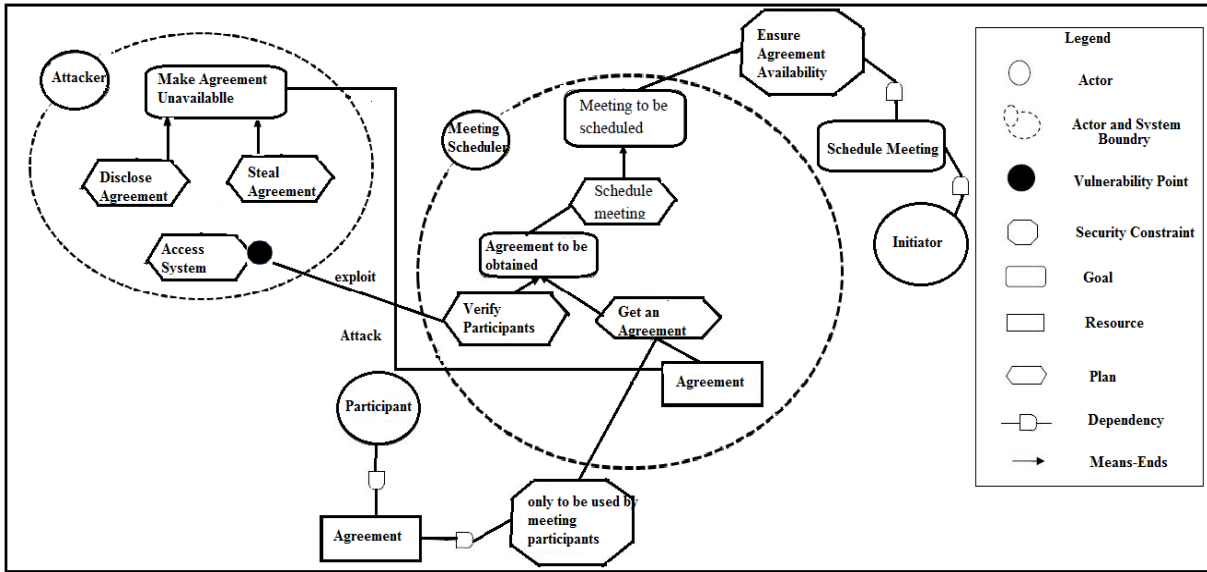 Attacker
Make Agreement
Unavailablle
Disclose
Agreement
Steal
Agreement
Access
System
exploit
Attack
Meeting
Scheduler
Meeting to be
scheduled
Schedule
meeting
Agreement to be
obtained
Verify
Participants
Get an
Agreement
Agreement
Ensure
Agreement
Availability
Schedule Meeting
Initiator
Participant
Agreement
only to be used by
meeting
participants
Legend
Actor
Actor and System
Boundry
Vulnerability Point
Security Constraint
Goal
Resource
Plan
Dependency
Means-Ends